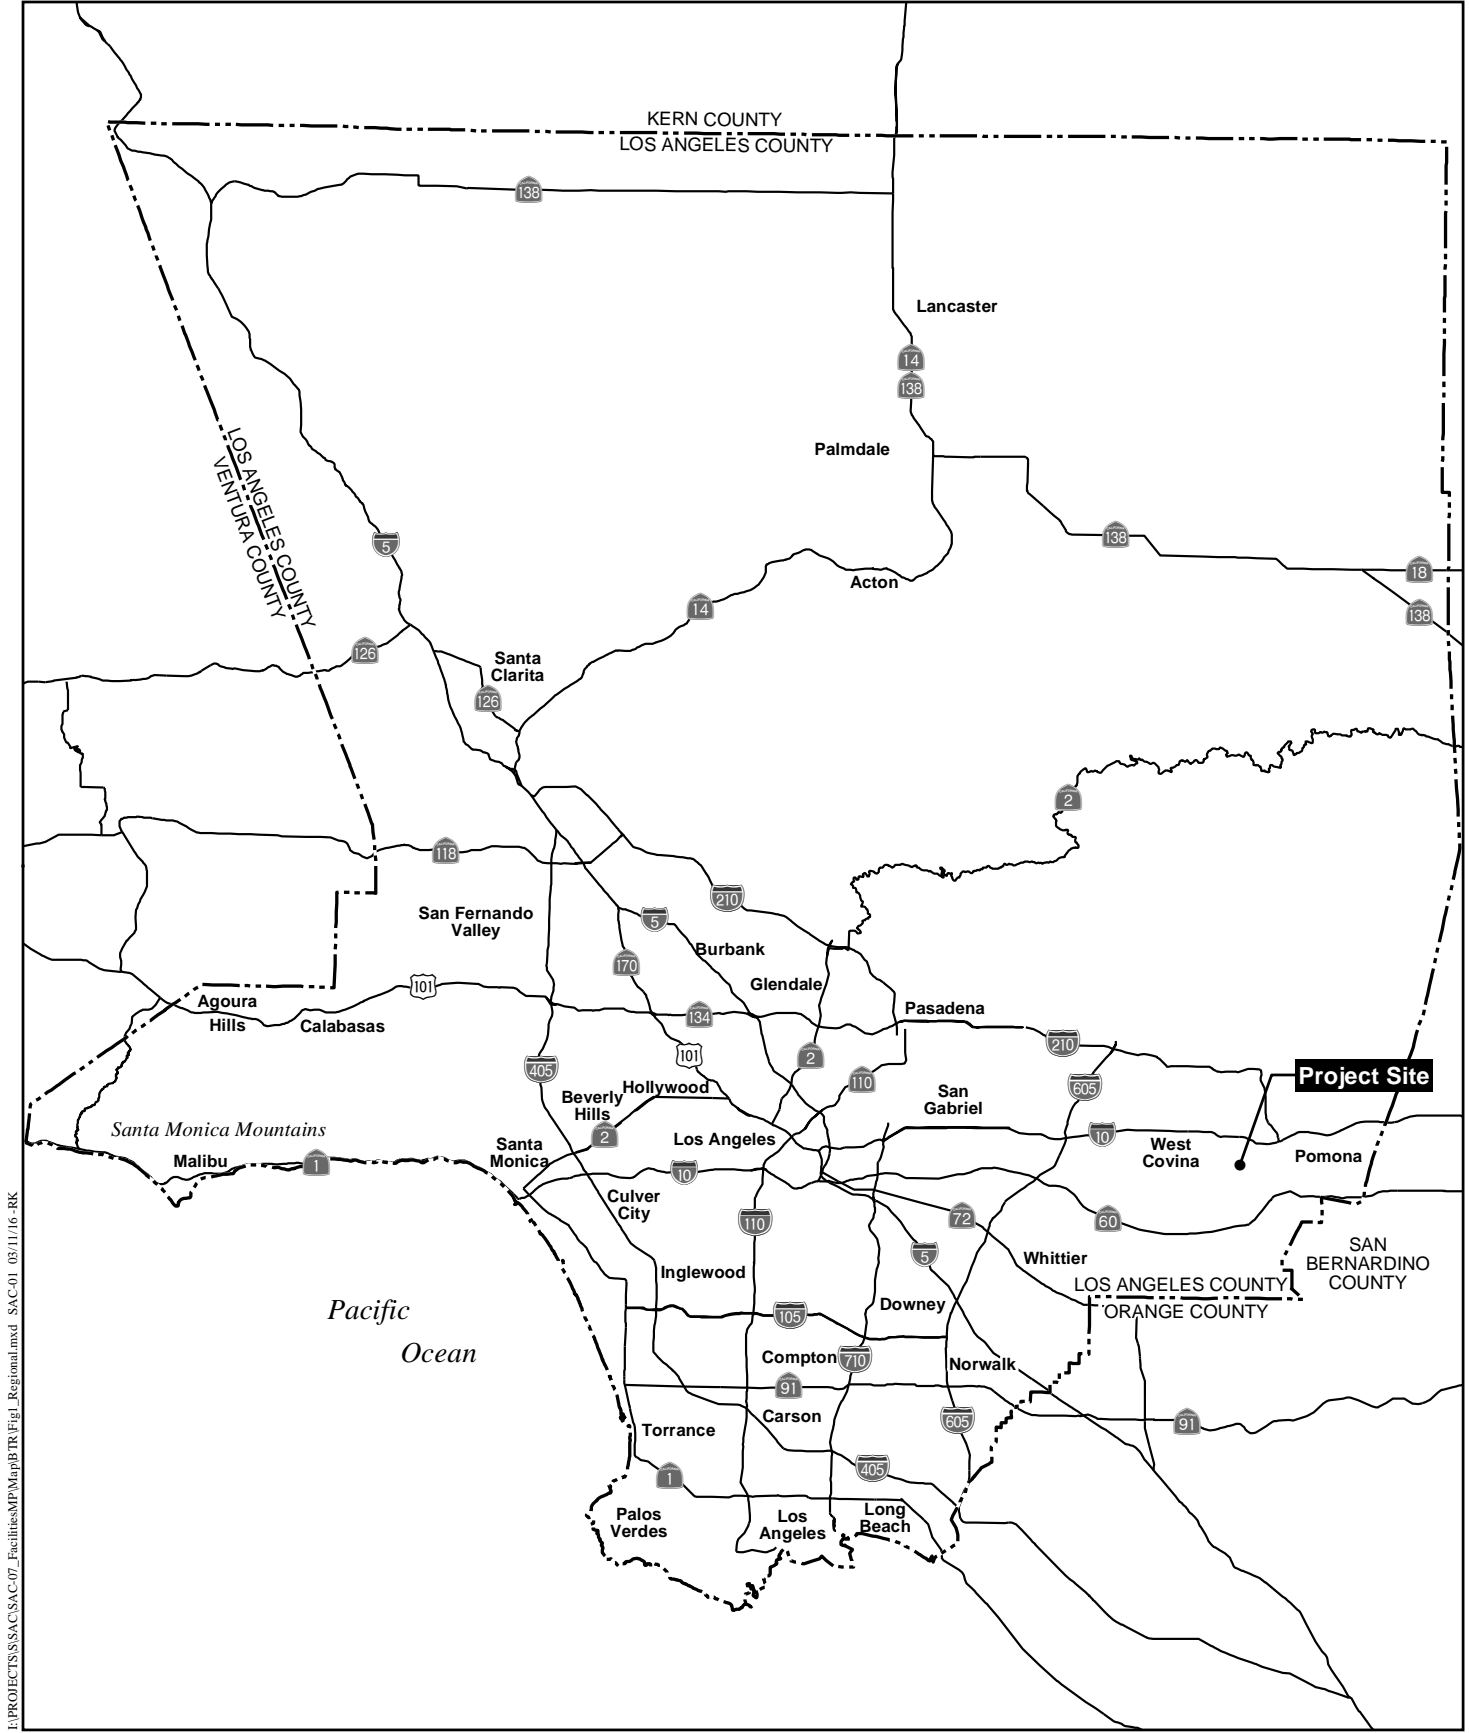 KERN COUNTY
LOS ANGELES COUNTY
138
Lancaster
14
138
Palmdale
LOS ANGELES COUNTY
VENTURA COUNTY
5
138
Acton
18
14
138
126
Santa
Clarita
126
2
118
210
San Fernando
Valley
5
Burbank
170
Glendale
101
Agoura
Hills
Calabasas
134
Pasadena
210
101
2
405
110
605
Project Site
Beverly
Hills
Hollywood
San
Gabriel
2
Santa Monica Mountains
Los Angeles
10
West
Covina
Pomona
Santa
Monica
Malibu
1
10
Culver
City
110
72
60
5
Whittier
SAN
BERNARDINO
COUNTY
Inglewood
LOS ANGELES COUNTY
ORANGE COUNTY
Pacific
Ocean
105
Downey
Compton
710
Norwalk
91
Carson
605
91
Torrance
405
1
Palos
Verdes
Los
Angeles
Long
Beach
I:\PROJECTS\S\SAC\SAC-07_FacilitiesMP\Map\BTR\Fig1_Regional.mxd SAC-01 03/11/16 -RK